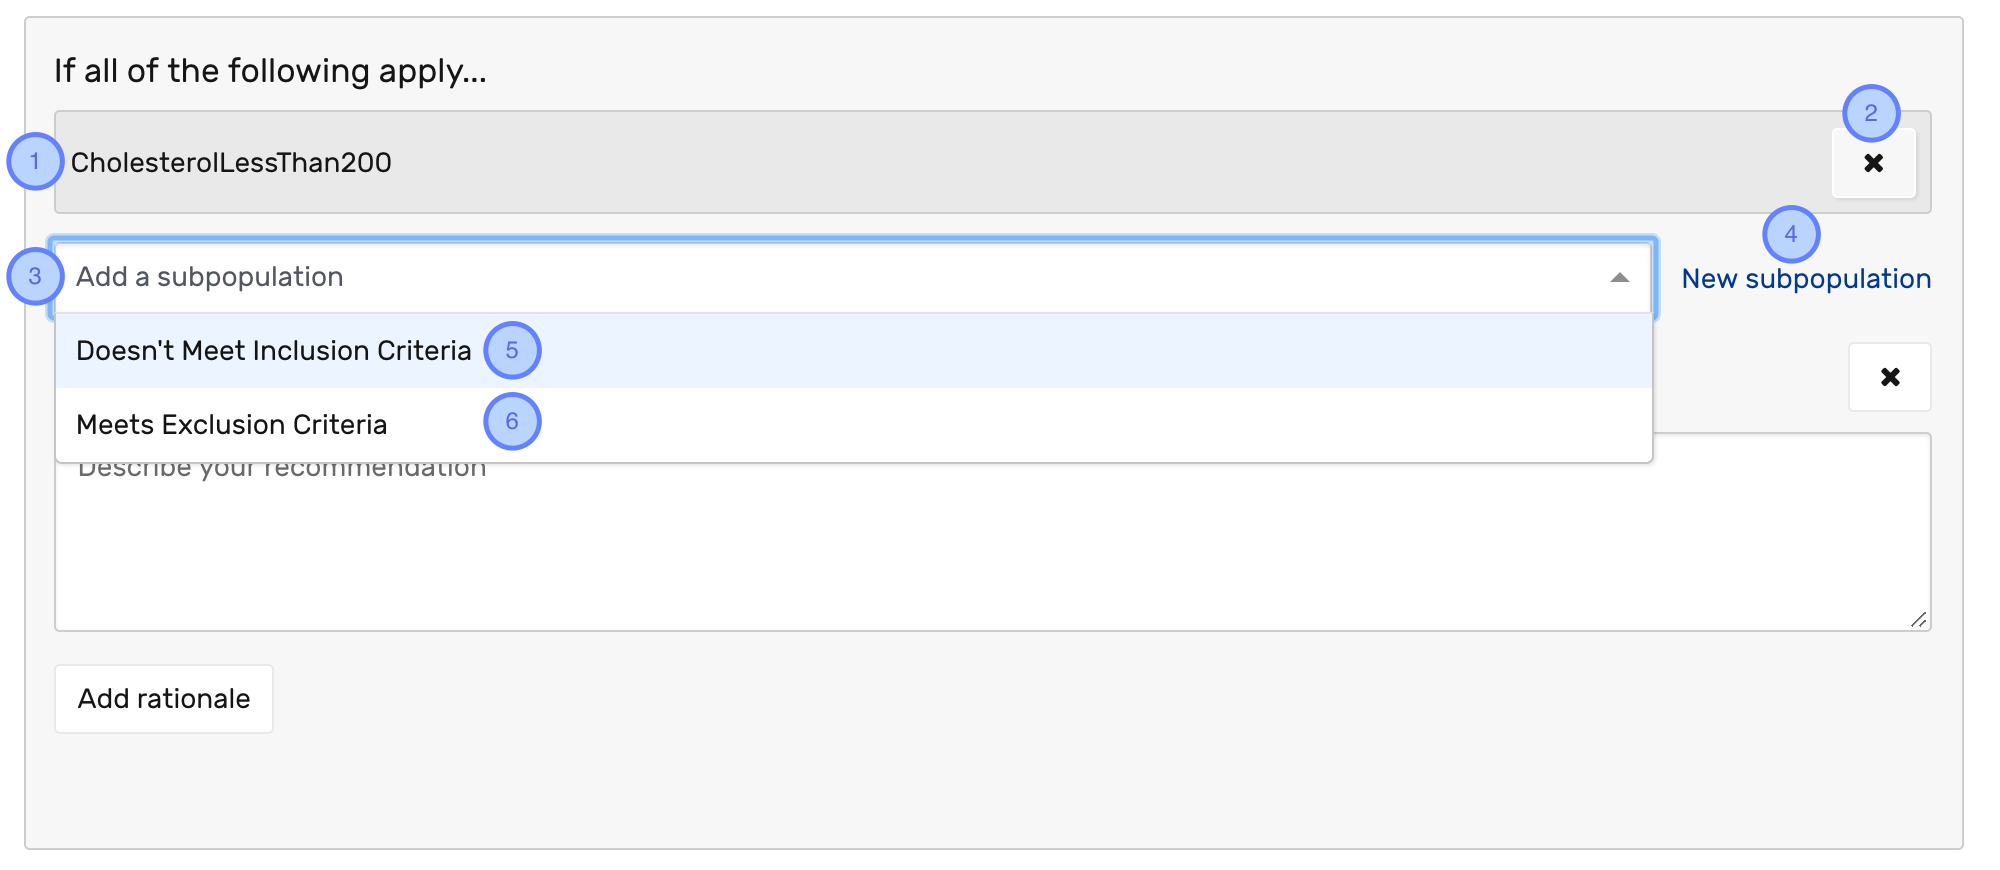 If all of the following apply...
2
1 CholesterolLessThan200
4
3 Add a subpopulation New subpopulation
Doesn't Meet Inclusion Criteria 5
Meets Exclusion Criteria 6
Describe your recommendation
Add rationale